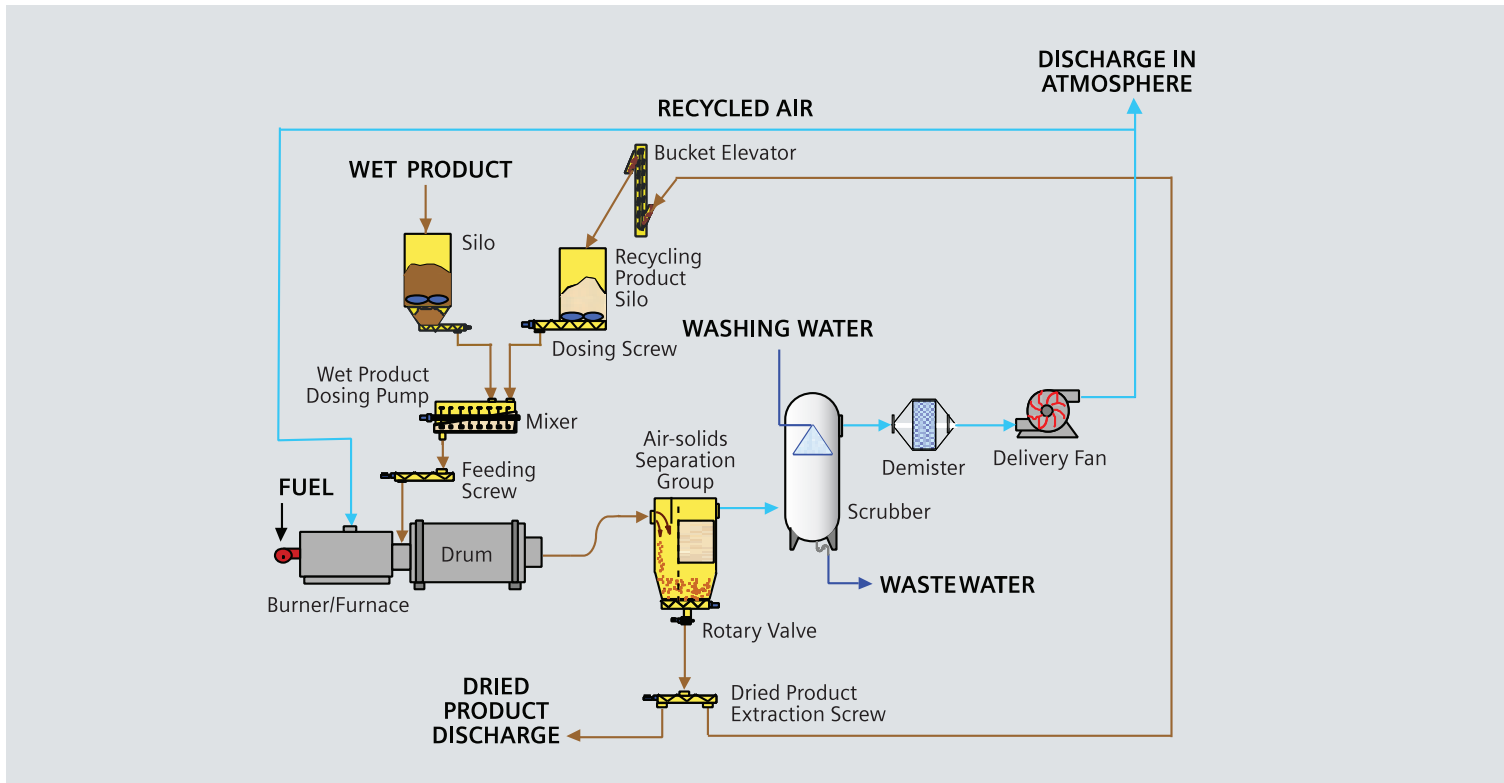 DISCHARGE IN
ATMOSPHERE
RECYCLED AIR
Bucket Elevator
WET PRODUCT
Silo
Recycling
Product
Silo
WASHING WATER
Dosing Screw
Wet Product
Dosing Pump
Mixer
Air-solids
Separation
Group
Demister
Delivery Fan
Feeding
Screw
FUEL
Scrubber
Drum
WASTEWATER
Burner/Furnace
Rotary Valve
DRIED
PRODUCT
DISCHARGE
Dried Product
Extraction Screw